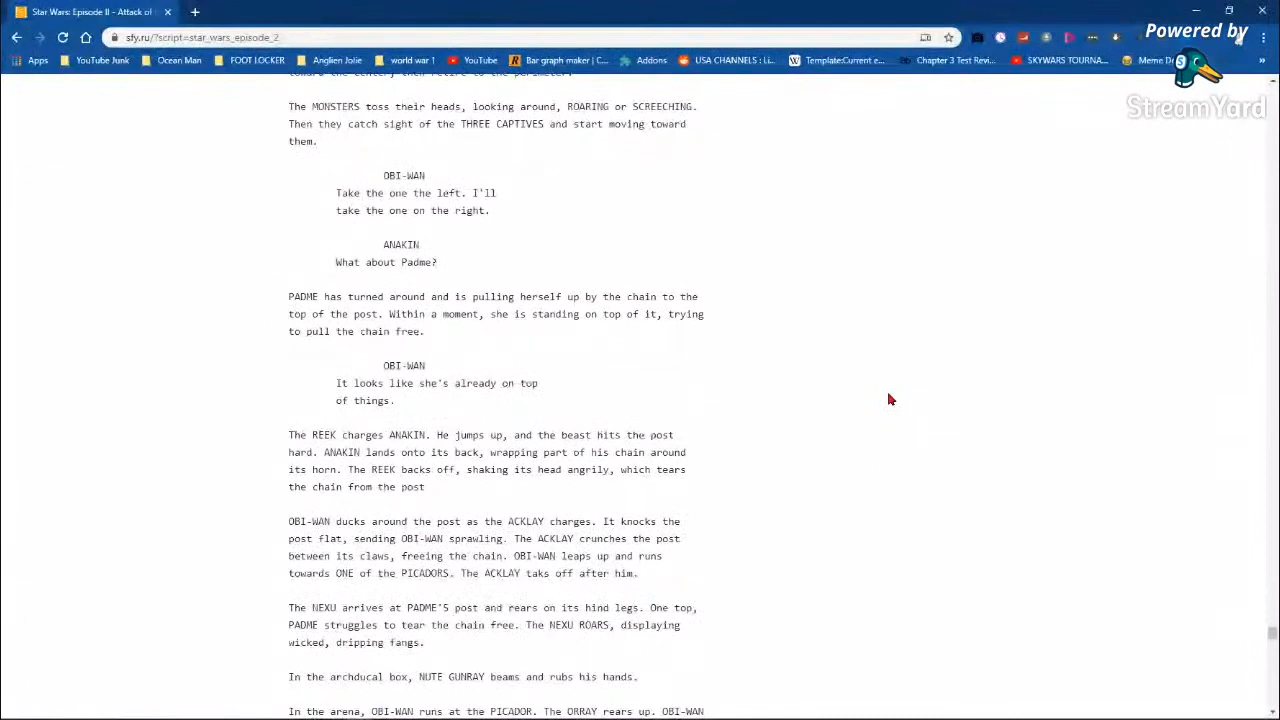 Star Wars: Episode II - Attack of
sfy.ru/?script=star_wars_episode_2
Powered by
StreamYard
Apps
YouTube Junk
Ocean Man
FOOT LOCKER
Anglien Jolie
world war 1
YouTube
Bar graph maker | C...
Addons
USA CHANNELS : Li...
Template:Current e...
Chapter 3 Test Revi...
SKYWARS TOURNA...
Meme De
toward the center, then retire to the perimeter.
The MONSTERS toss their heads, looking around, ROARING or SCREECHING.
Then they catch sight of the THREE CAPTIVES and start moving toward
them.
OBI-WAN
Take the one the left. I'll
take the one on the right.
ANAKIN
What about Padme?
PADME has turned around and is pulling herself up by the chain to the
top of the post. Within a moment, she is standing on top of it, trying
to pull the chain free.
OBI-WAN
It looks like she's already on top
of things.
The REEK charges ANAKIN. He jumps up, and the beast hits the post
hard. ANAKIN lands onto its back, wrapping part of his chain around
its horn. The REEK backs off, shaking its head angrily, which tears
the chain from the post
OBI-WAN ducks around the post as the ACKLAY charges. It knocks the
post flat, sending OBI-WAN sprawling. The ACKLAY crunches the post
between its claws, freeing the chain. OBI-WAN leaps up and runs
towards ONE of the PICADORS. The ACKLAY taks off after him.
The NEXU arrives at PADME'S post and rears on its hind legs. One top,
PADME struggles to tear the chain free. The NEXU ROARS, displaying
wicked, dripping fangs.
In the archducal box, NUTE GUNRAY beams and rubs his hands.
In the arena, OBI-WAN runs at the PICADOR. The ORRAY rears up. OBI-WAN